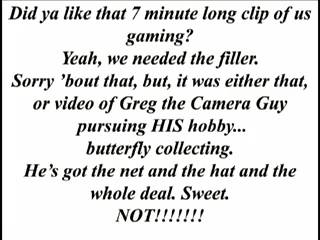 Did ya like that 7 minute long clip of us
gaming?
Yeah, we needed the filler.
Sorry ’bout that, but, it was either that,
or video of Greg the Camera Guy
pursuing HIS hobby...
butterfly collecting.
He’s got the net and the hat and the
whole deal. Sweet.
NOT!!!!!!!